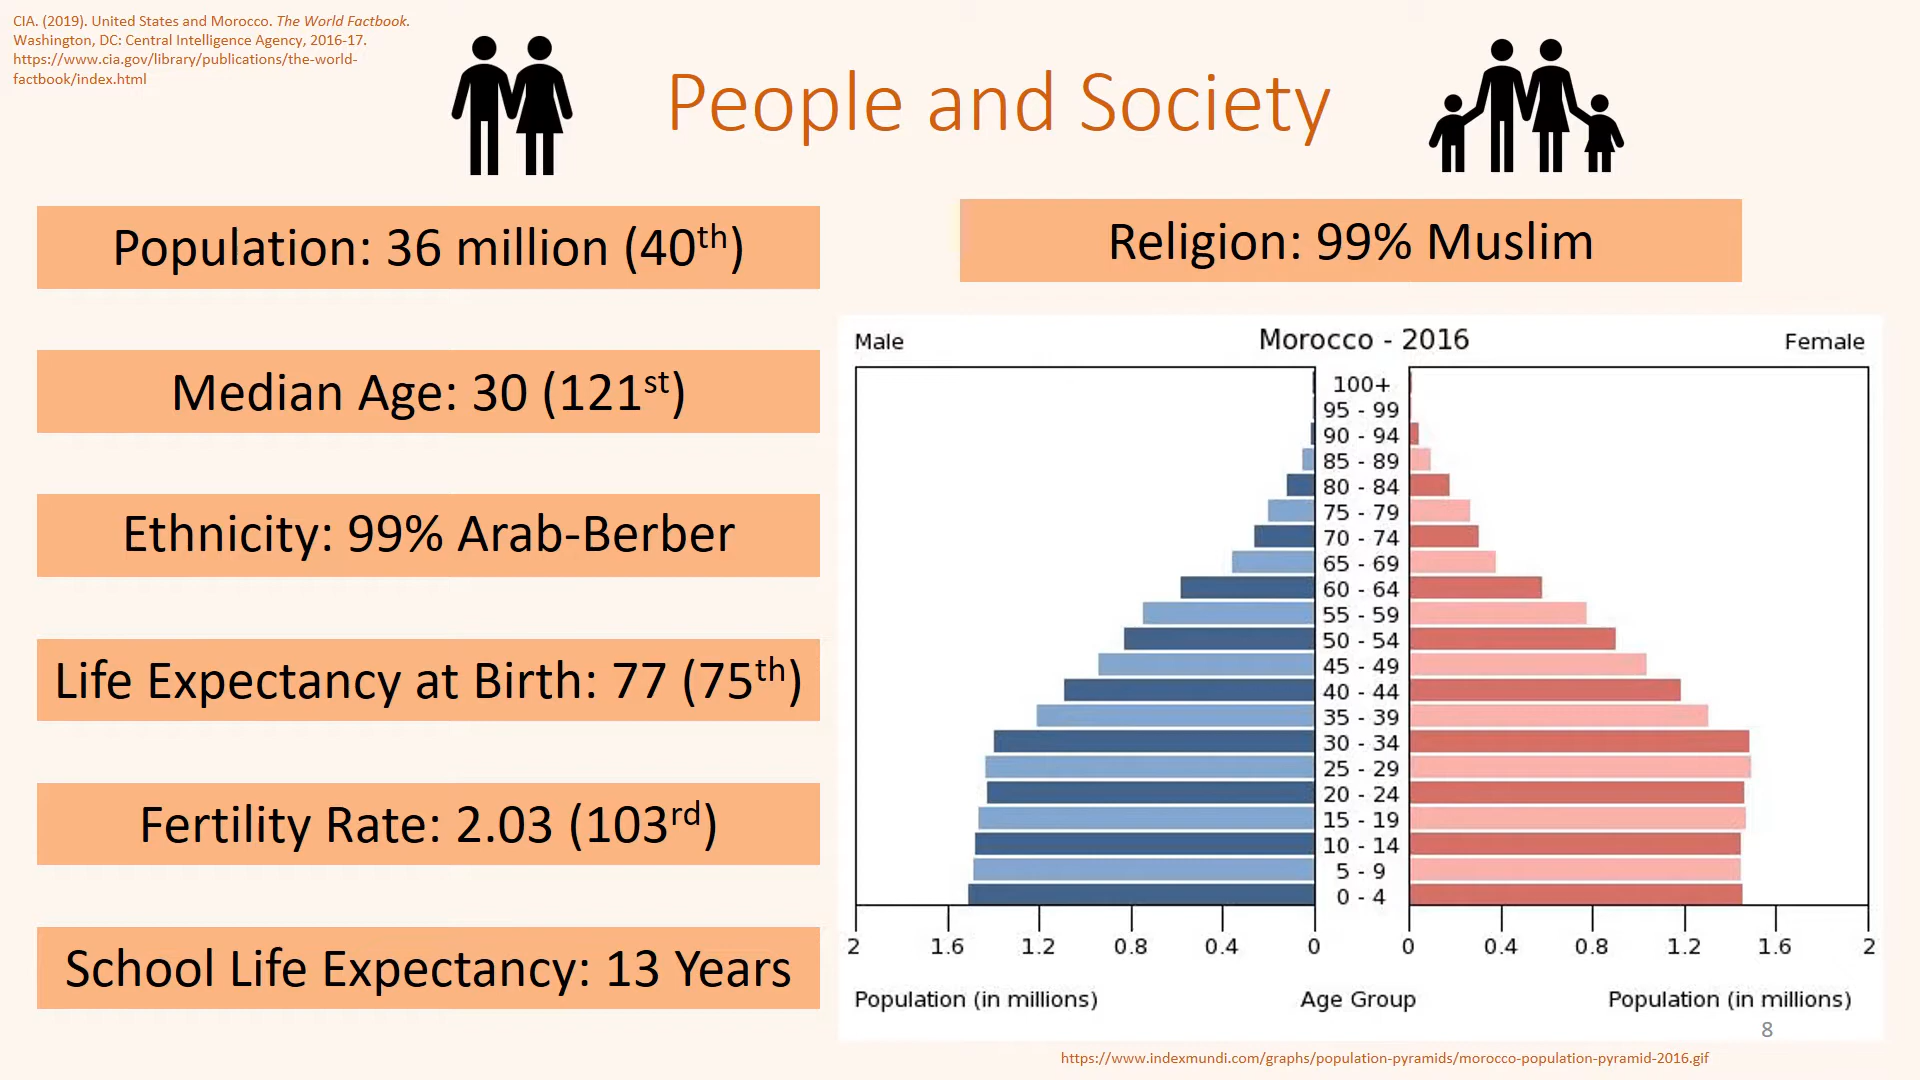 CIA. (2019). United States and Morocco. The World Factbook.
Washington, DC: Central Intelligence Agency, 2016-17.
https://www.cia.gov/library/publications/the-world-
factbook/index.html
People and Society
Population: 36 million (40th)
Median Age: 30 (121st)
Ethnicity: 99% Arab-Berber
Life Expectancy at Birth: 77 (75th)
Fertility Rate: 2.03 (103rd)
School Life Expectancy: 13 Years
Religion: 99% Muslim
Male Morocco - 2016 Female
100+
95 - 99
90 - 94
85 - 89
80 - 84
75 - 79
70 - 74
65 - 69
60 - 64
55 - 59
50 - 54
45 - 49
40 - 44
35 - 39
30 - 34
25 - 29
20 - 24
15 - 19
10 - 14
5 - 9
0 - 4
2 1.6 1.2 0.8 0.4 0 0 0.4 0.8 1.2 1.6 2
Population (in millions) Age Group Population (in millions)
8
https://www.indexmundi.com/graphs/population-pyramids/morocco-population-pyramid-2016.gif